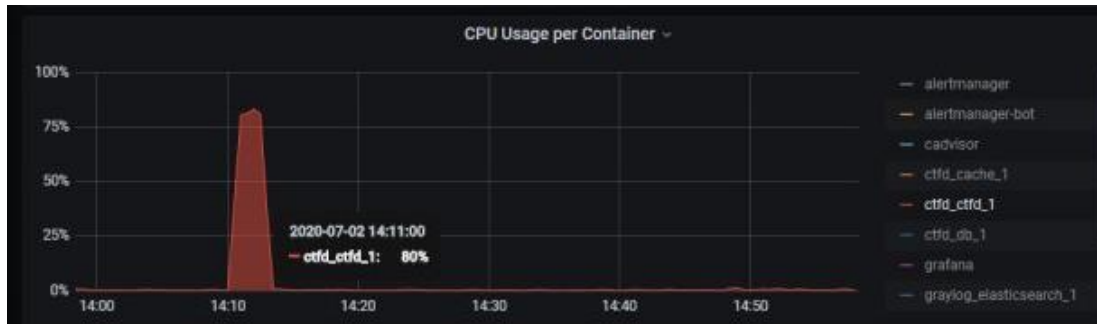 CPU Usage per Container
100%
75%
50%
25%
0%
14:00 14:10 14:20 14:30 14:40 14:50
2020-07-02 14:11:00
ctfd_ctfd_1: 80%
alertmanager
alertmanager-bot
cadvisor
ctfd_cache_1
ctfd_ctfd_1
ctfd_db_1
grafana
graylog_elasticsearch_1